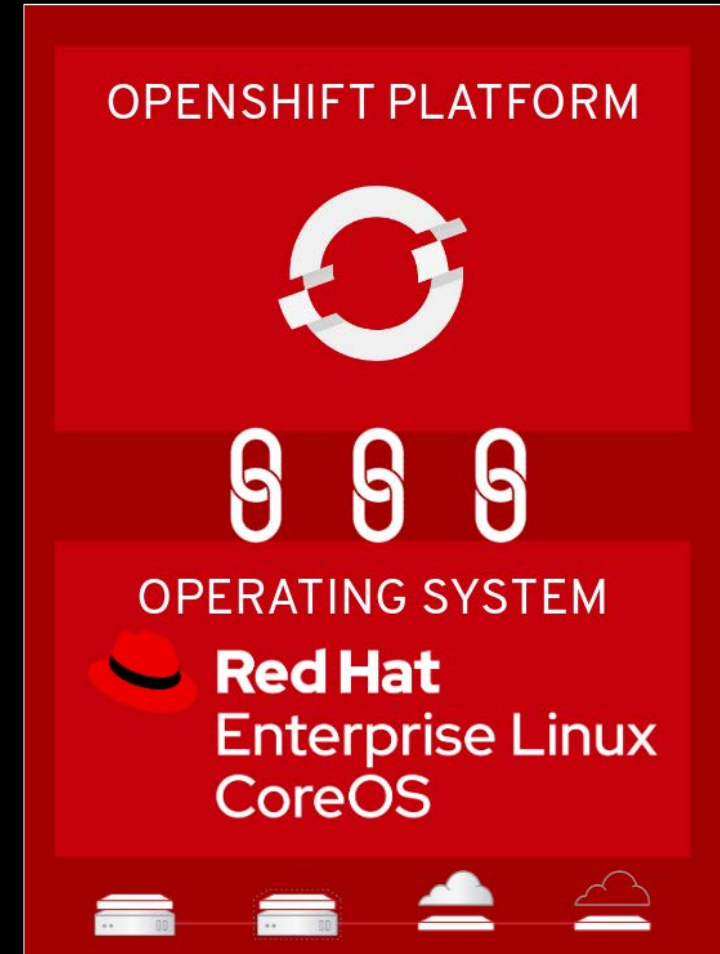 OPENSHIFT PLATFORM
OPERATING SYSTEM
Red Hat
Enterprise Linux
CoreOS